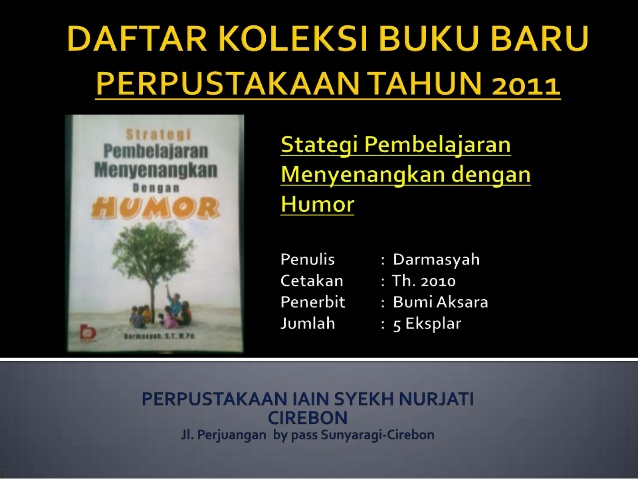 DAFTAR KOLEKSI BUKU BARU
PERPUSTAKAAN TAHUN 2011
Strategi
Pembelajaran
Menyenangkan
Dengan
HUMOR
Darmasyah, S.T, M.Pd.
Stategi Pembelajaran
Menyenangkan dengan
Humor
Penulis : Darmasyah
Cetakan : Th. 2010
Penerbit : Bumi Aksara
Jumlah : 5 Eksplar
PERPUSTAKAAN IAIN SYEKH NURJATI
CIREBON
Jl. Perjuangan by pass Sunyaragi-Cirebon